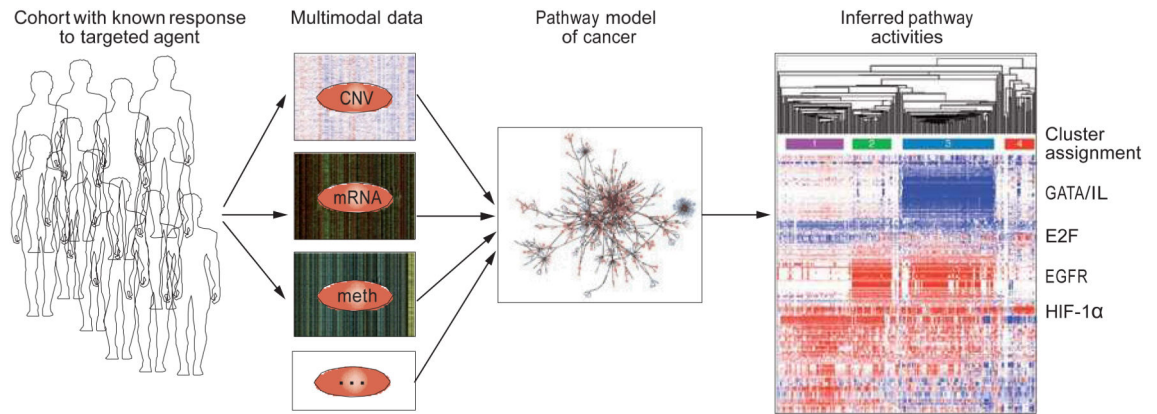 Cohort with known response
to targeted agent
Multimodal data
Pathway model
of cancer
Inferred pathway
activities
CNV
mRNA
meth
...
1 2 3 4
Cluster
assignment
GATA/IL
E2F
EGFR
HIF-1α